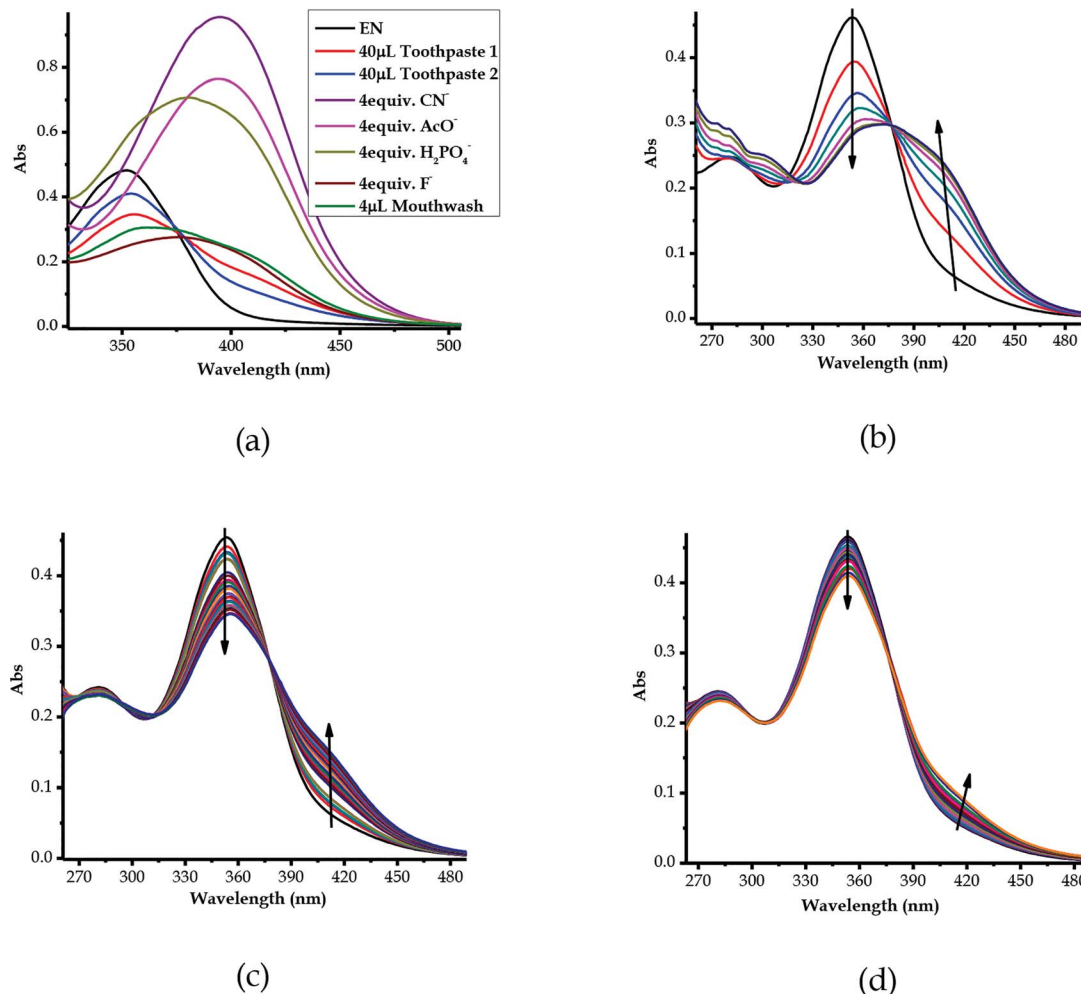 EN
40μL Toothpaste 1
40μL Toothpaste 2
4equiv. CN⁻
4equiv. AcO⁻
4equiv. H₂PO₄⁻
4equiv. F⁻
4μL Mouthwash
Abs
0.8
0.6
0.4
0.2
0.0
350 400 450 500
Wavelength (nm)
(a)
Abs
0.4
0.3
0.2
0.1
0.0
270 300 330 360 390 420 450 480
Wavelength (nm)
(b)
Abs
0.4
0.3
0.2
0.1
0.0
270 300 330 360 390 420 450 480
Wavelength (nm)
(c)
Abs
0.4
0.3
0.2
0.1
0.0
270 300 330 360 390 420 450 480
Wavelength (nm)
(d)